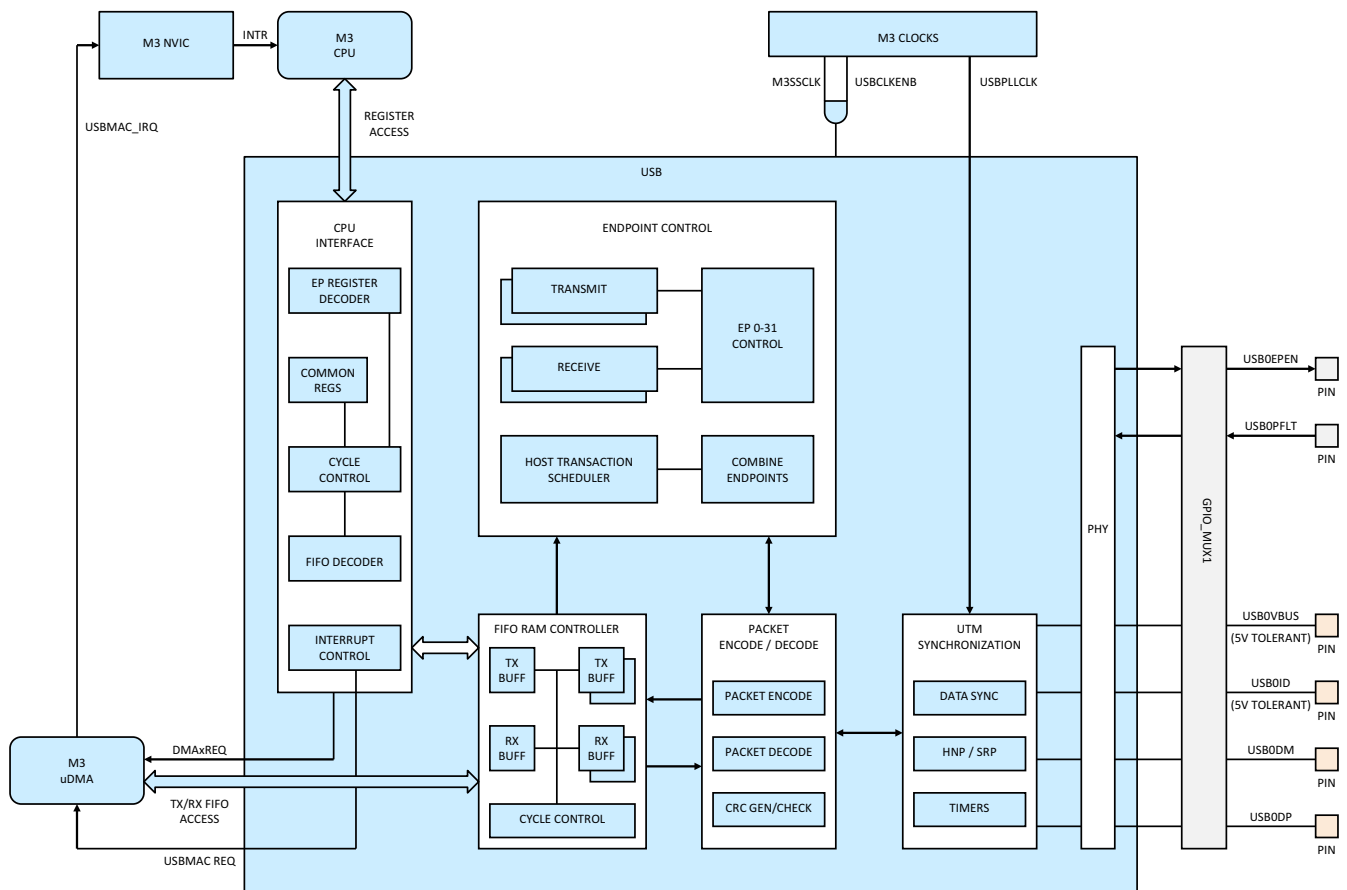 M3 NVIC
INTR
M3
CPU
M3 CLOCKS
M3SSCLK
USBCLKENB
USBPLLCLK
USBMAC_IRQ
REGISTER
ACCESS
USB
CPU
INTERFACE
EP REGISTER
DECODER
COMMON
REGS
CYCLE
CONTROL
FIFO DECODER
INTERRUPT
CONTROL
ENDPOINT CONTROL
TRANSMIT
RECEIVE
EP 0-31
CONTROL
HOST TRANSACTION
SCHEDULER
COMBINE
ENDPOINTS
FIFO RAM CONTROLLER
TX
BUFF
TX
BUFF
RX
BUFF
RX
BUFF
CYCLE CONTROL
PACKET
ENCODE / DECODE
PACKET ENCODE
PACKET DECODE
CRC GEN/CHECK
UTM
SYNCHRONIZATION
DATA SYNC
HNP / SRP
TIMERS
PHY
GPIO_MUX1
USB0EPEN
PIN
USB0PFLT
PIN
USB0VBUS
(5V TOLERANT)
PIN
USB0ID
(5V TOLERANT)
PIN
USB0DM
PIN
USB0DP
PIN
M3
uDMA
DMAxREQ
TX/RX FIFO
ACCESS
USBMAC REQ